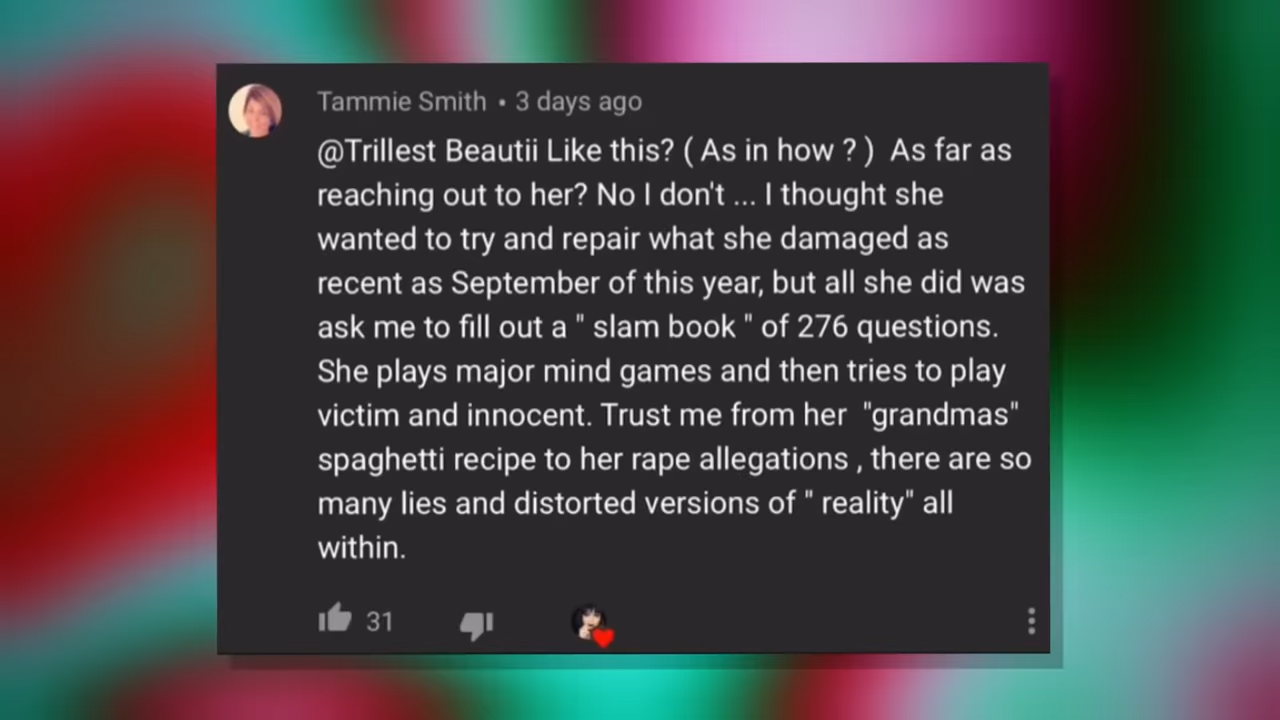 Tammie Smith • 3 days ago
@Trillest Beautii Like this? ( As in how ? )  As far as
reaching out to her? No I don't ... I thought she
wanted to try and repair what she damaged as
recent as September of this year, but all she did was
ask me to fill out a " slam book " of 276 questions.
She plays major mind games and then tries to play
victim and innocent. Trust me from her  "grandmas"
spaghetti recipe to her rape allegations , there are so
many lies and distorted versions of " reality" all
within.
31